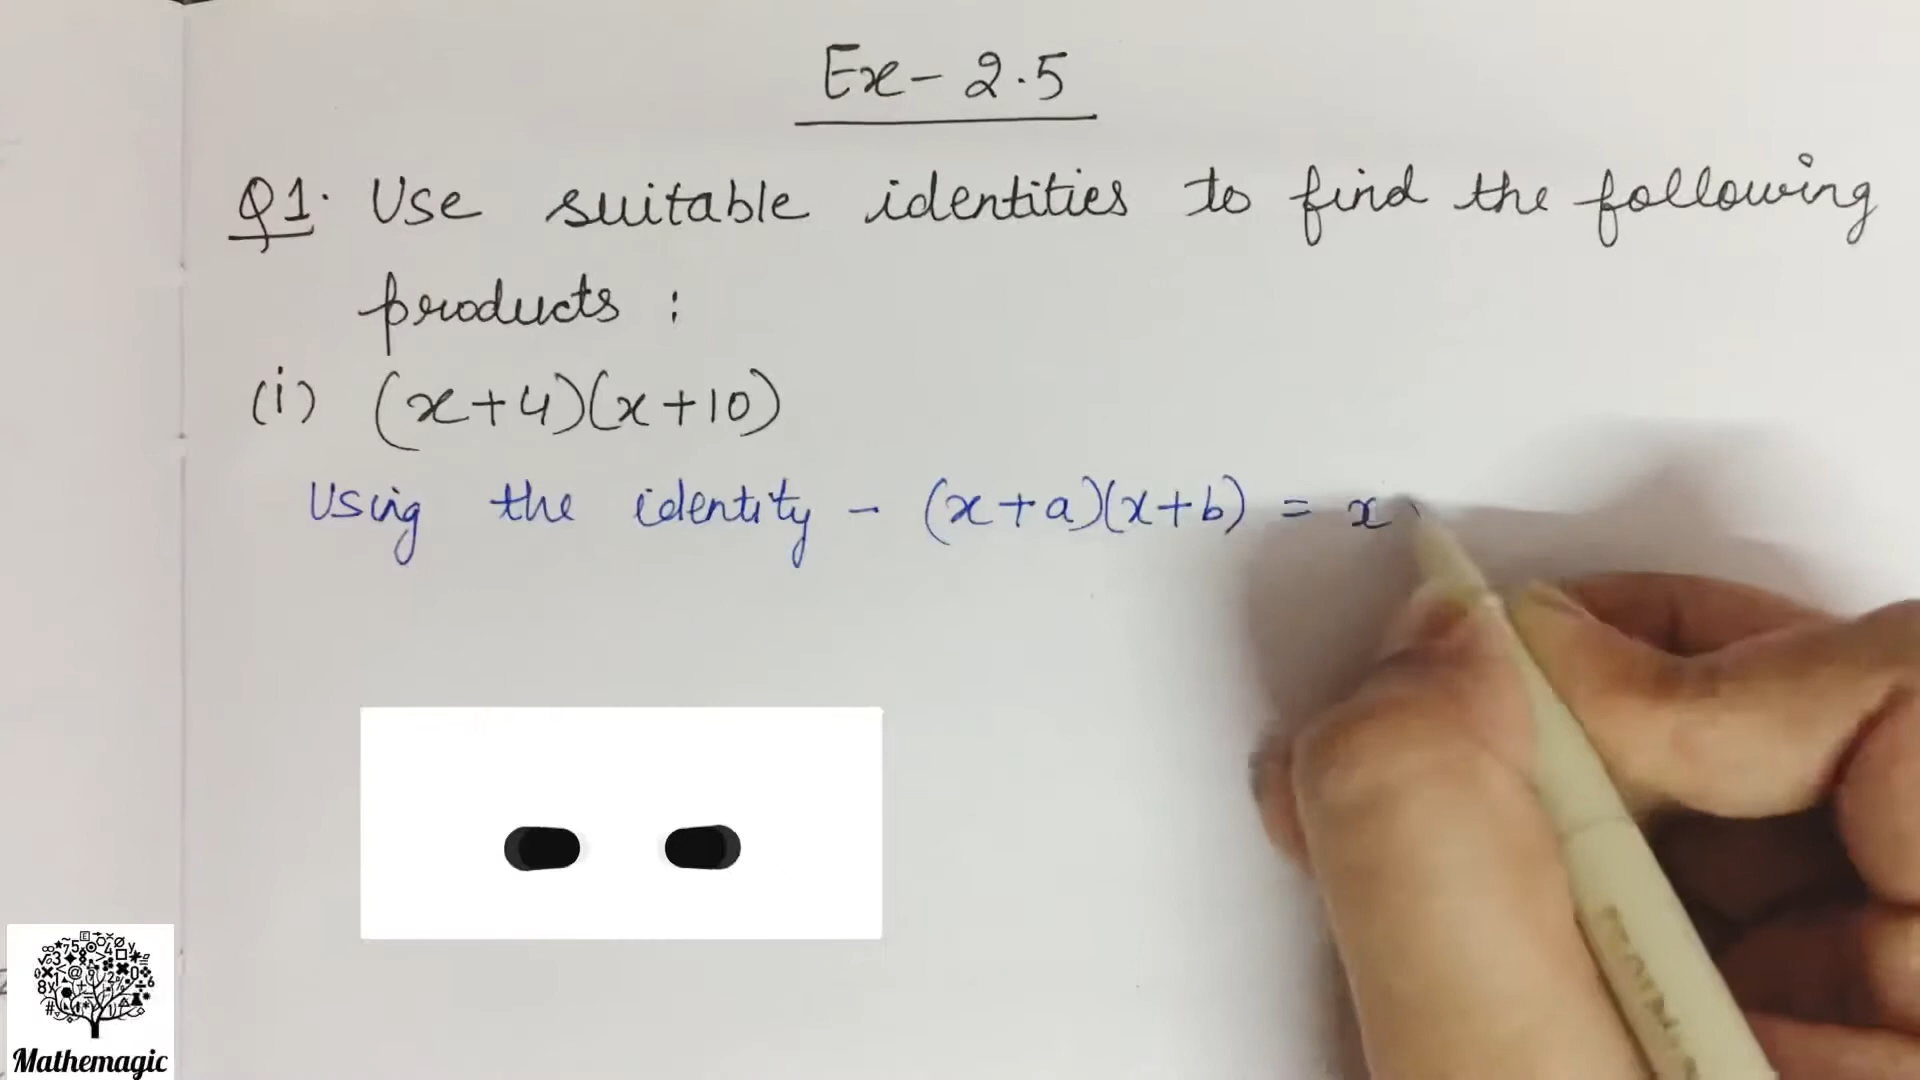 Ex - 2.5
Q1. Use suitable identities to find the following
products :
(i) (x+4)(x+10)
Using the identity - (x+a)(x+b) = x
Mathemagic